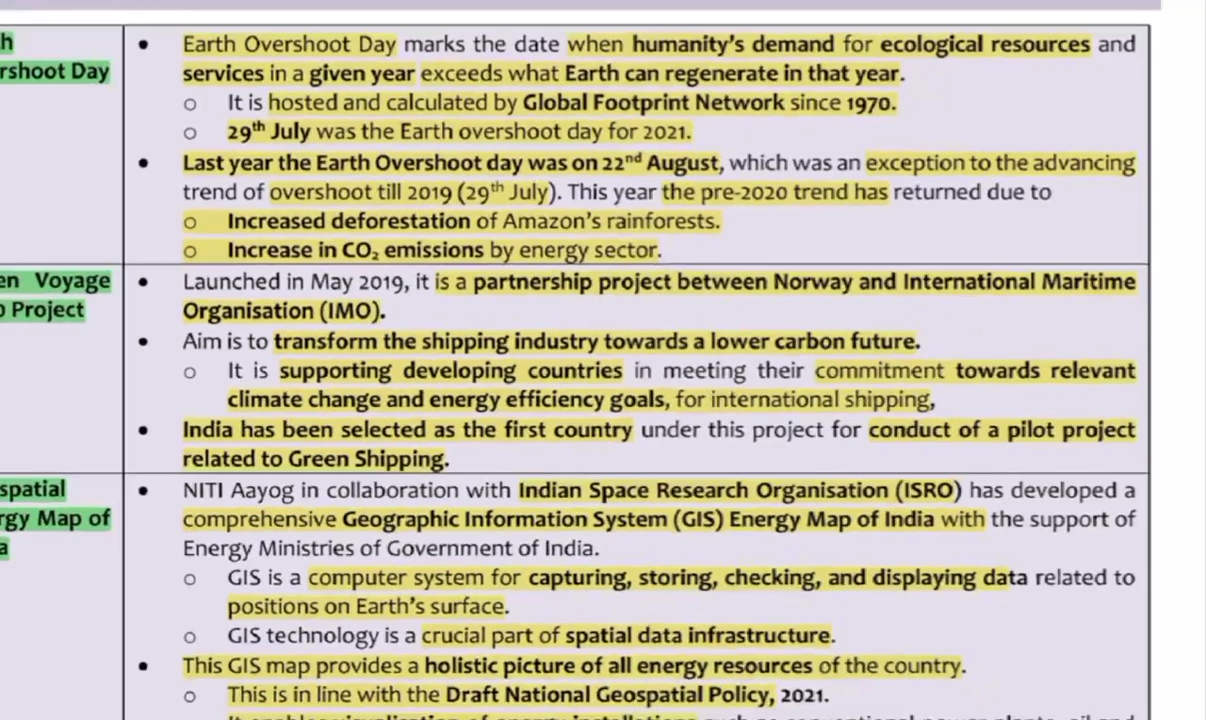 h
rshoot Day
• Earth Overshoot Day marks the date when humanity's demand for ecological resources and
services in a given year exceeds what Earth can regenerate in that year.
o It is hosted and calculated by Global Footprint Network since 1970.
o 29th July was the Earth overshoot day for 2021.
• Last year the Earth Overshoot day was on 22nd August, which was an exception to the advancing
trend of overshoot till 2019 (29th July). This year the pre-2020 trend has returned due to
o Increased deforestation of Amazon's rainforests.
o Increase in CO₂ emissions by energy sector.
en Voyage
0 Project
• Launched in May 2019, it is a partnership project between Norway and International Maritime
Organisation (IMO).
• Aim is to transform the shipping industry towards a lower carbon future.
o It is supporting developing countries in meeting their commitment towards relevant
climate change and energy efficiency goals, for international shipping,
• India has been selected as the first country under this project for conduct of a pilot project
related to Green Shipping.
spatial
rgy Map of
a
• NITI Aayog in collaboration with Indian Space Research Organisation (ISRO) has developed a
comprehensive Geographic Information System (GIS) Energy Map of India with the support of
Energy Ministries of Government of India.
o GIS is a computer system for capturing, storing, checking, and displaying data related to
positions on Earth's surface.
o GIS technology is a crucial part of spatial data infrastructure.
• This GIS map provides a holistic picture of all energy resources of the country.
o This is in line with the Draft National Geospatial Policy, 2021.